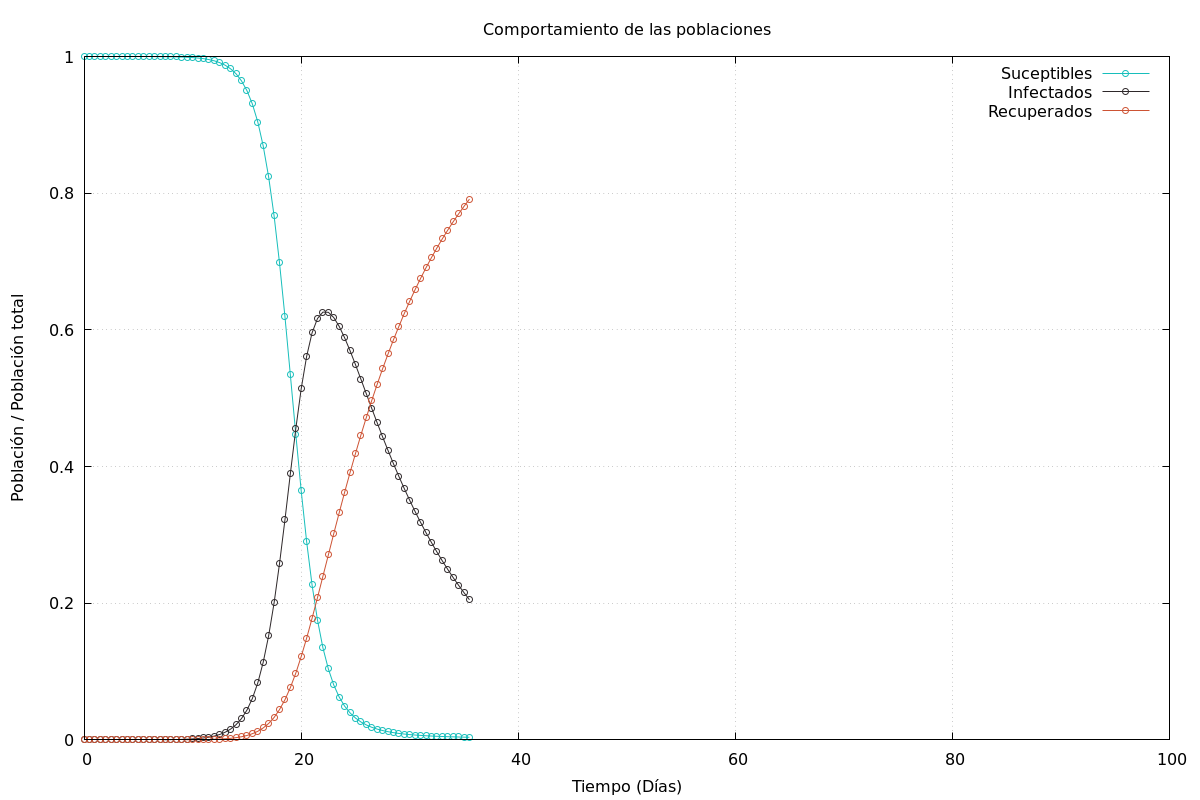 Comportamiento de las poblaciones
Suceptibles
Infectados
Recuperados
Población / Población total
1
0.8
0.6
0.4
0.2
0
0 20 40 60 80 100
Tiempo (Días)